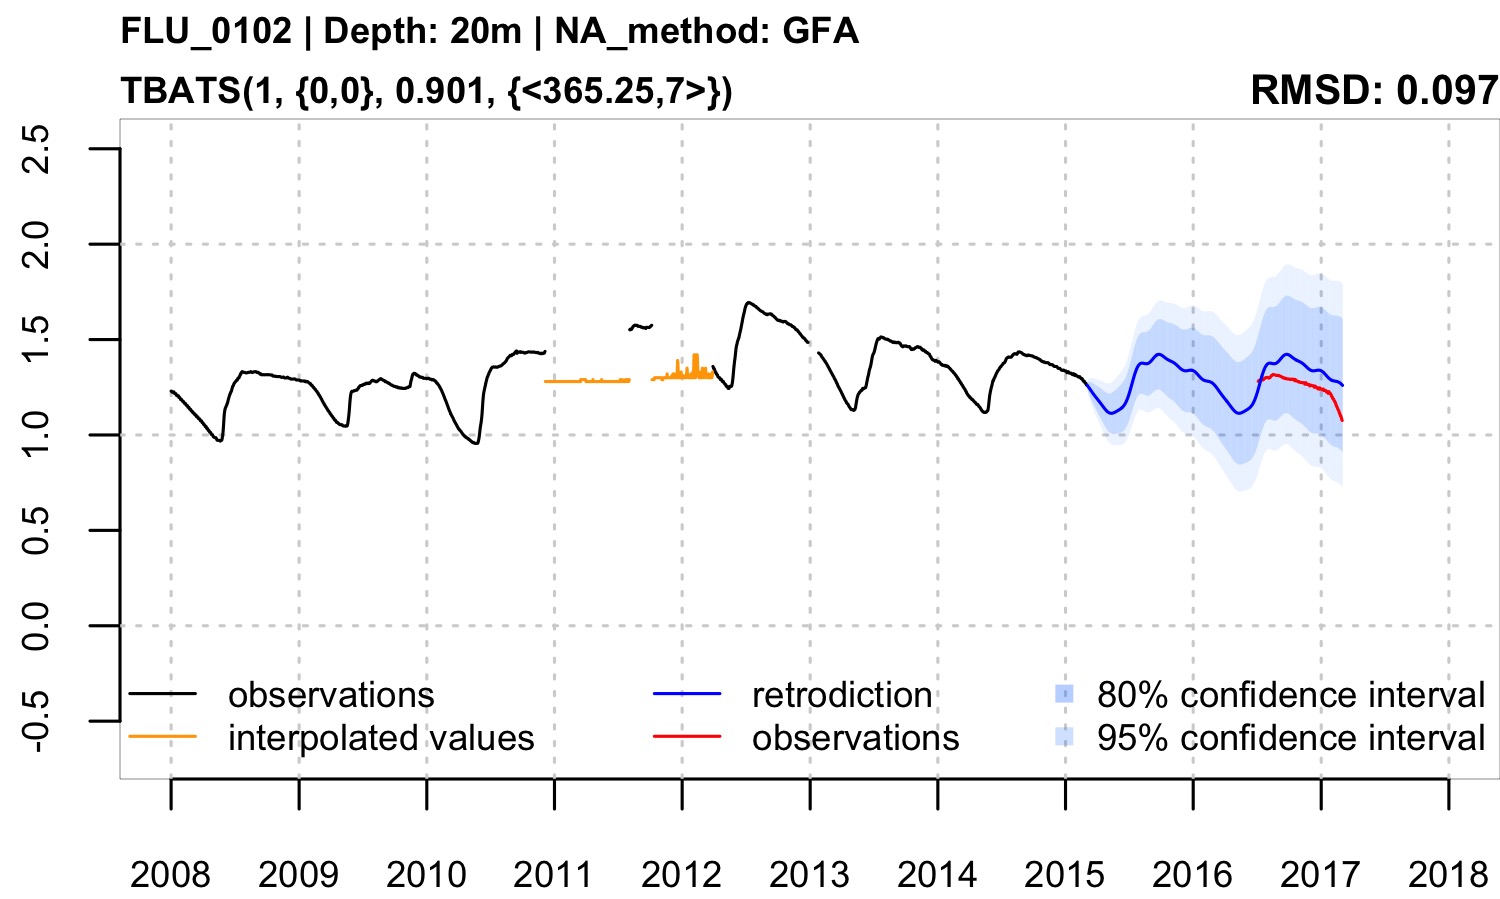 FLU_0102 | Depth: 20m | NA_method: GFA
TBATS(1, {0,0}, 0.901, {<365.25,7>})
RMSD: 0.097
2.5
2.0
1.5
1.0
0.5
0.0
-0.5
observations
retrodiction
80% confidence interval
interpolated values
observations
95% confidence interval
2008 2009 2010 2011 2012 2013 2014 2015 2016 2017 2018